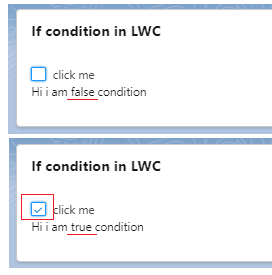 If condition in LWC
click me
Hi i am false condition
If condition in LWC
click me
Hi i am true condition